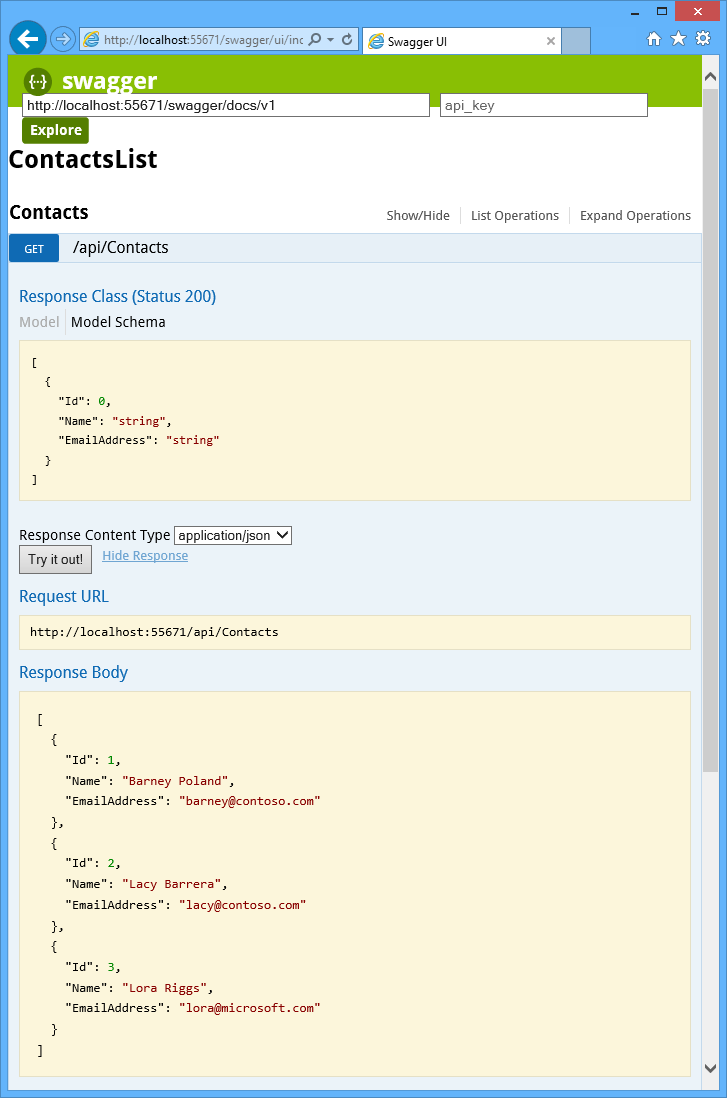 http://localhost:55671/swagger/ui/inc
Swagger UI
{···} swagger
http://localhost:55671/swagger/docs/v1 api_key
Explore
ContactsList
Contacts Show/Hide List Operations Expand Operations
GET /api/Contacts
Response Class (Status 200)
Model Model Schema
[
{
"Id": 0,
"Name": "string",
"EmailAddress": "string"
}
]
Response Content Type application/json
Try it out! Hide Response
Request URL
http://localhost:55671/api/Contacts
Response Body
[
{
"Id": 1,
"Name": "Barney Poland",
"EmailAddress": "barney@contoso.com"
},
{
"Id": 2,
"Name": "Lacy Barrera",
"EmailAddress": "lacy@contoso.com"
},
{
"Id": 3,
"Name": "Lora Riggs",
"EmailAddress": "lora@microsoft.com"
}
]